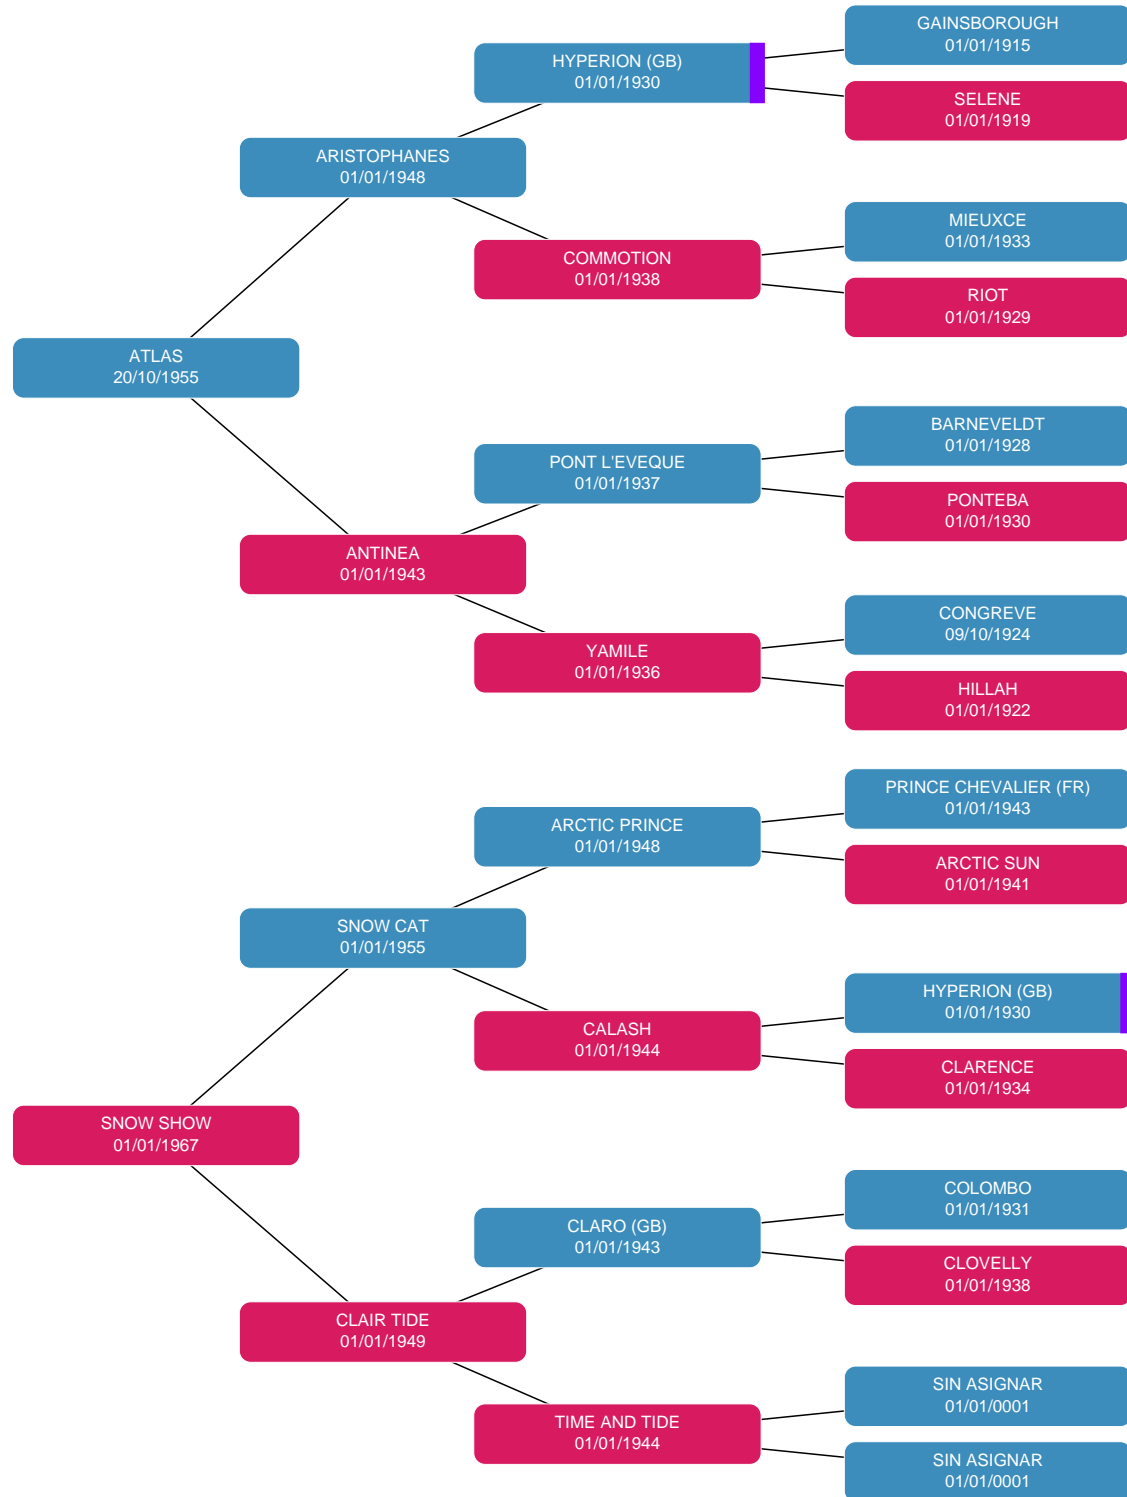 GAINSBOROUGH
01/01/1915
HYPERION (GB)
01/01/1930
SELENE
01/01/1919
ARISTOPHANES
01/01/1948
MIEUXCE
01/01/1933
COMMOTION
01/01/1938
RIOT
01/01/1929
ATLAS
20/10/1955
BARNEVELDT
01/01/1928
PONT L'EVEQUE
01/01/1937
PONTEBA
01/01/1930
ANTINEA
01/01/1943
CONGREVE
09/10/1924
YAMILE
01/01/1936
HILLAH
01/01/1922
PRINCE CHEVALIER (FR)
01/01/1943
ARCTIC PRINCE
01/01/1948
ARCTIC SUN
01/01/1941
SNOW CAT
01/01/1955
HYPERION (GB)
01/01/1930
CALASH
01/01/1944
CLARENCE
01/01/1934
SNOW SHOW
01/01/1967
COLOMBO
01/01/1931
CLARO (GB)
01/01/1943
CLOVELLY
01/01/1938
CLAIR TIDE
01/01/1949
SIN ASIGNAR
01/01/0001
TIME AND TIDE
01/01/1944
SIN ASIGNAR
01/01/0001